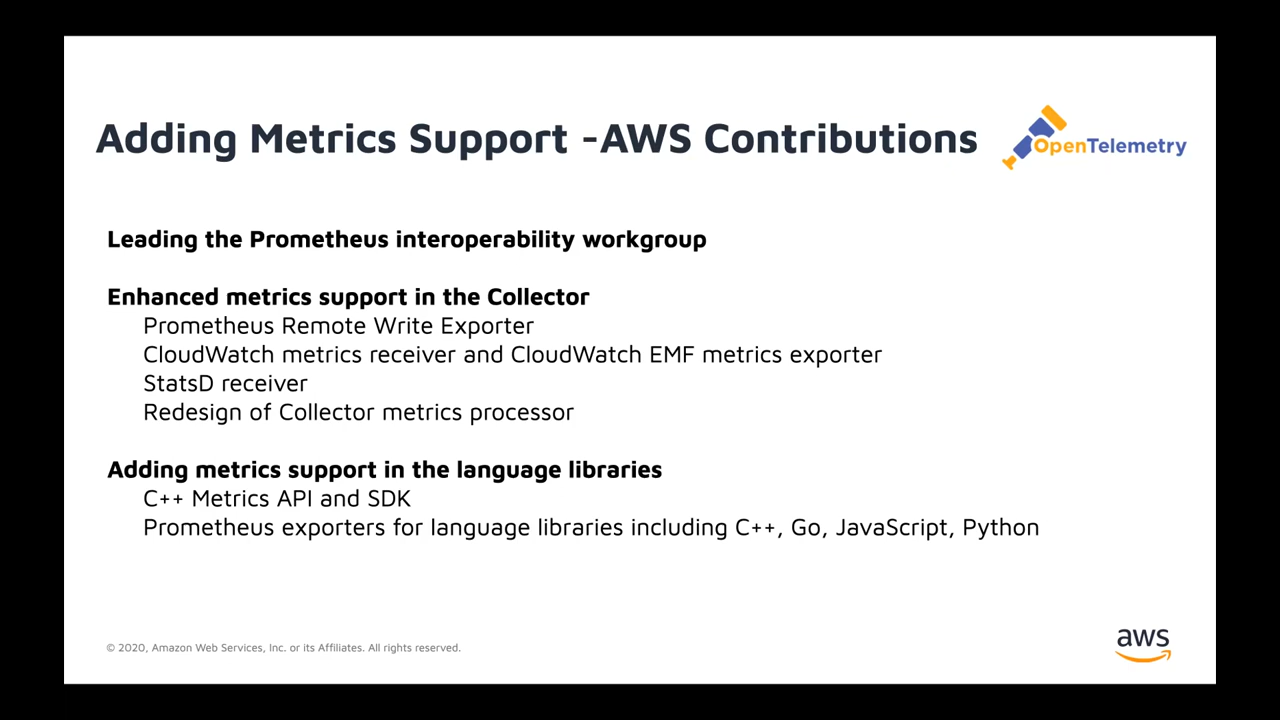 Adding Metrics Support -AWS Contributions
OpenTelemetry
Leading the Prometheus interoperability workgroup
Enhanced metrics support in the Collector
Prometheus Remote Write Exporter
CloudWatch metrics receiver and CloudWatch EMF metrics exporter
StatsD receiver
Redesign of Collector metrics processor
Adding metrics support in the language libraries
C++ Metrics API and SDK
Prometheus exporters for language libraries including C++, Go, JavaScript, Python
© 2020, Amazon Web Services, Inc. or its Affiliates. All rights reserved.
aws